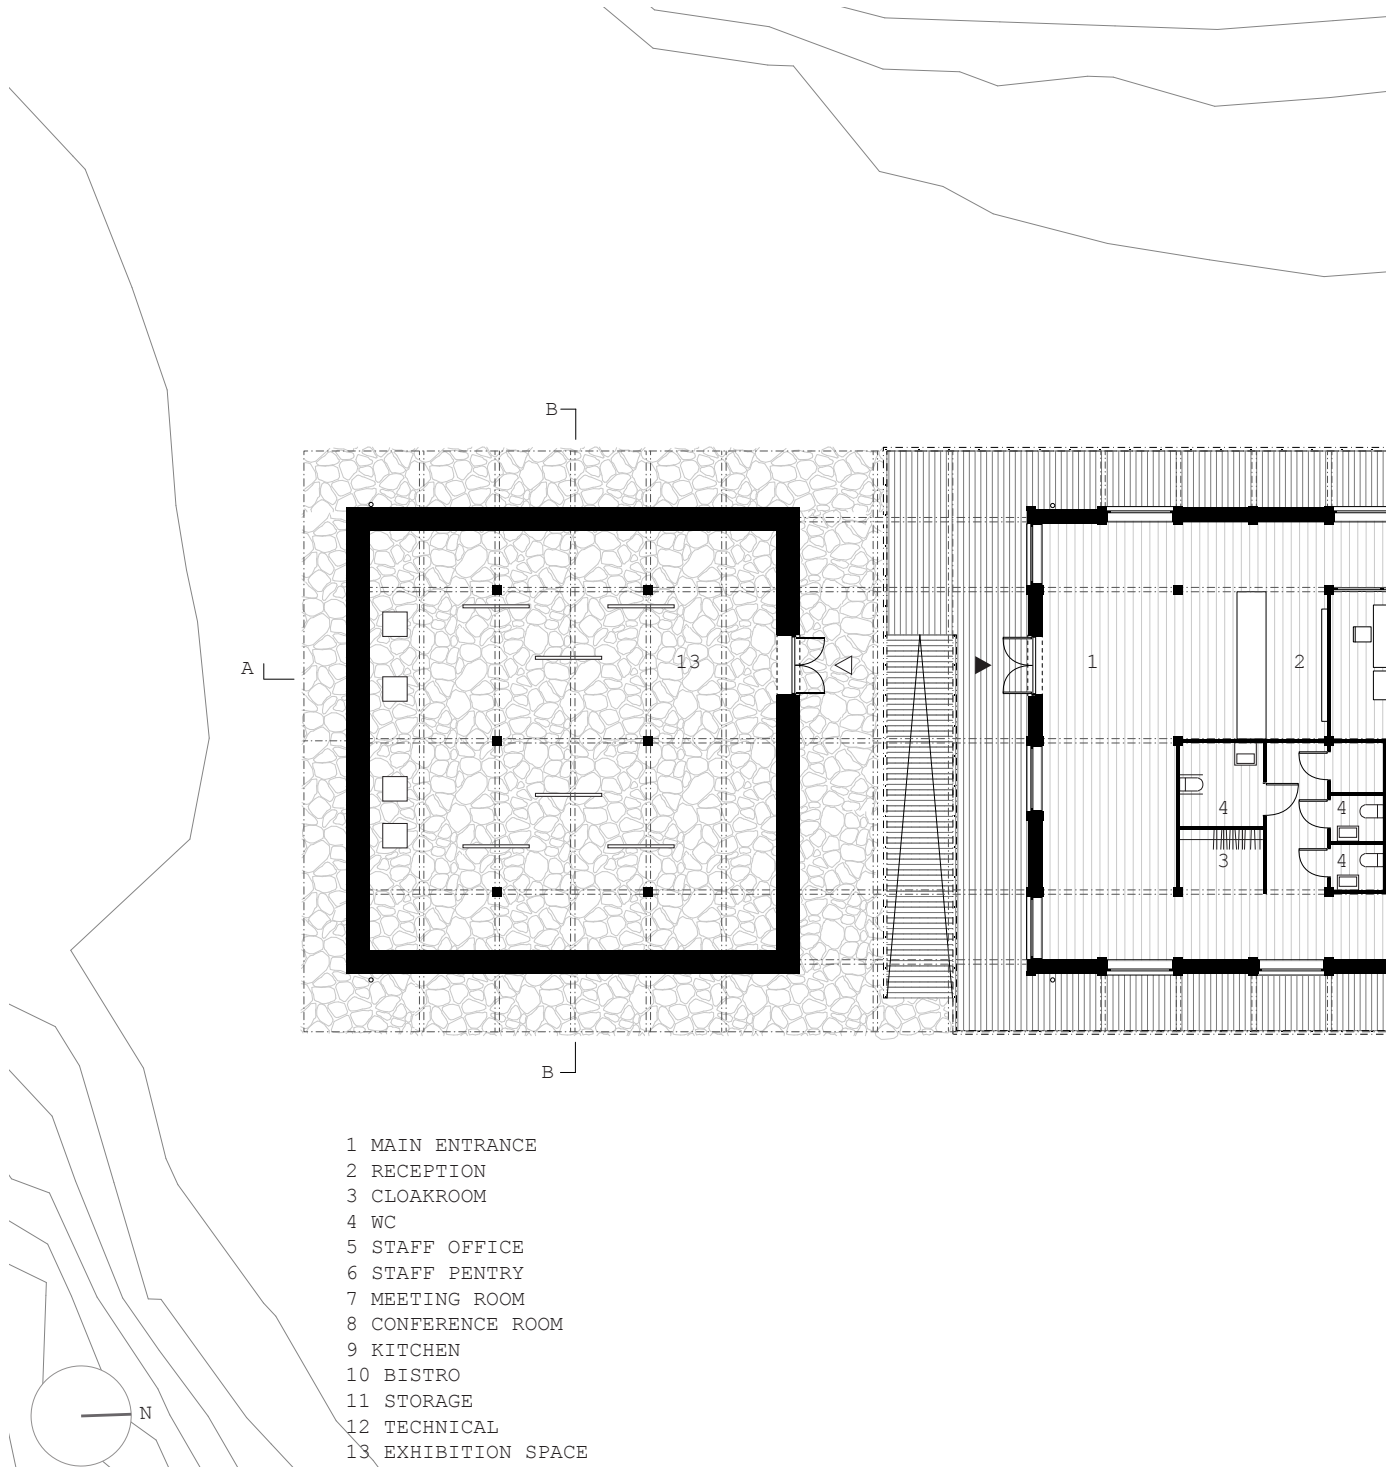 B
A
13
1
2
4
4
3
4
B
1 MAIN ENTRANCE
2 RECEPTION
3 CLOAKROOM
4 WC
5 STAFF OFFICE
6 STAFF PENTRY
7 MEETING ROOM
8 CONFERENCE ROOM
9 KITCHEN
10 BISTRO
11 STORAGE
12 TECHNICAL
13 EXHIBITION SPACE
N